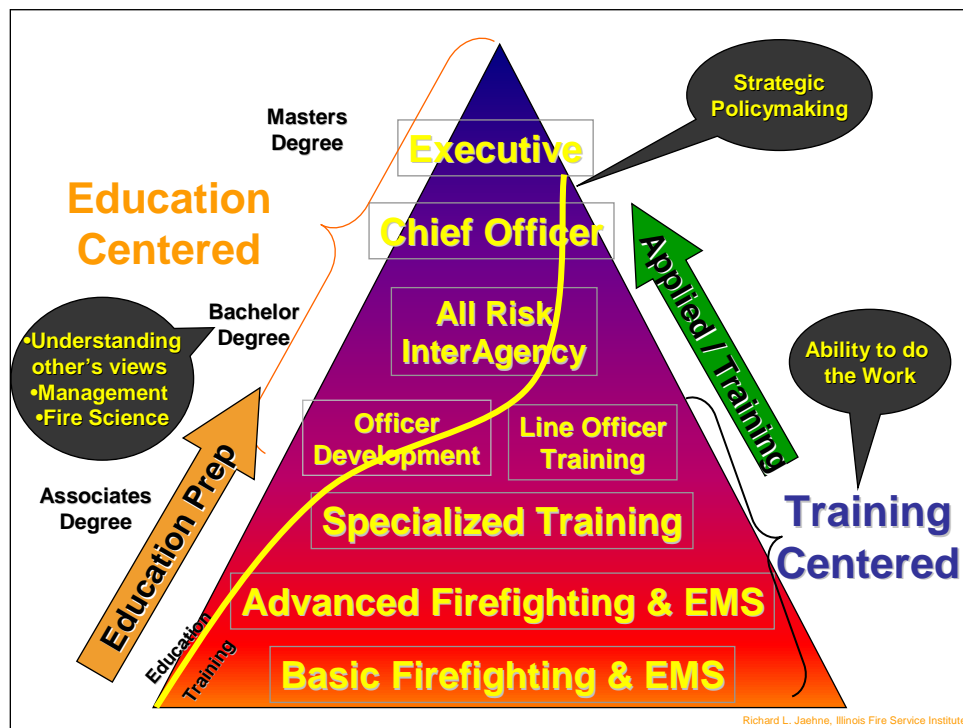 Masters
Degree
Strategic
Policymaking
Executive
Education
Centered
Chief Officer
Applied / Training
Bachelor
Degree
All Risk
InterAgency
•Understanding
other's views
•Management
•Fire Science
Ability to do
the Work
Officer
Development
Line Officer
Training
Education Prep
Associates
Degree
Specialized Training
Training
Centered
Advanced Firefighting & EMS
Education
Training
Basic Firefighting & EMS
Richard L. Jaehne, Illinois Fire Service Institute